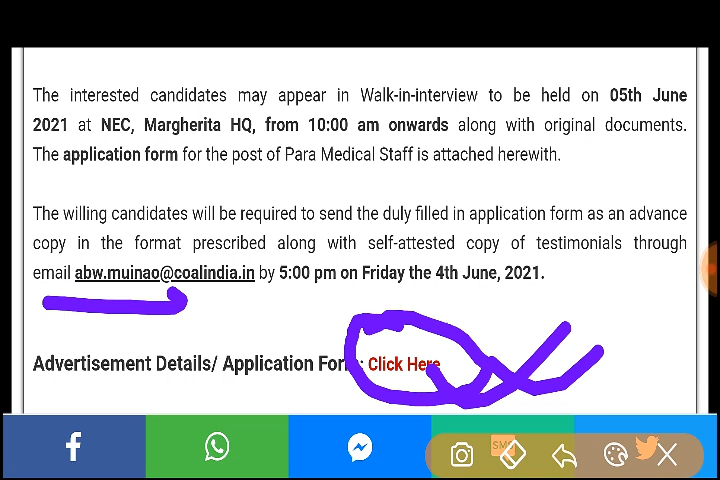 The interested candidates may appear in Walk-in-interview to be held on 05th June
2021 at NEC, Margherita HQ, from 10:00 am onwards along with original documents.
The application form for the post of Para Medical Staff is attached herewith.
The willing candidates will be required to send the duly filled in application form as an advance
copy in the format prescribed along with self-attested copy of testimonials through
email abw.muinao@coalindia.in by 5:00 pm on Friday the 4th June, 2021.
Advertisement Details/ Application Form: Click Here
SMS